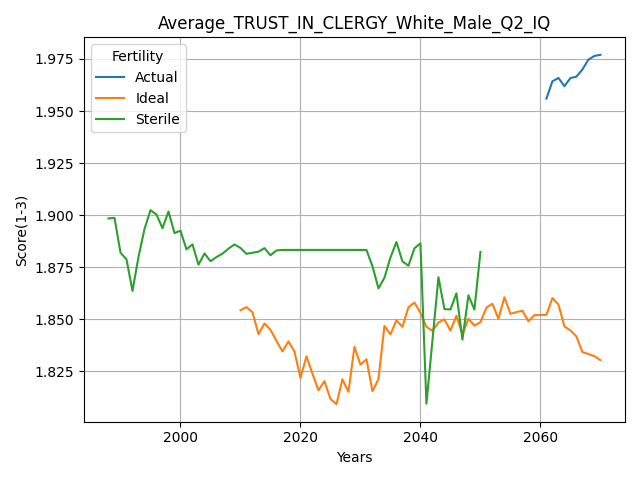 Average_TRUST_IN_CLERGY_White_Male_Q2_IQ
Fertility
Actual
Ideal
Sterile
Score(1-3)
1.975
1.950
1.925
1.900
1.875
1.850
1.825
2000
2020
2040
2060
Years